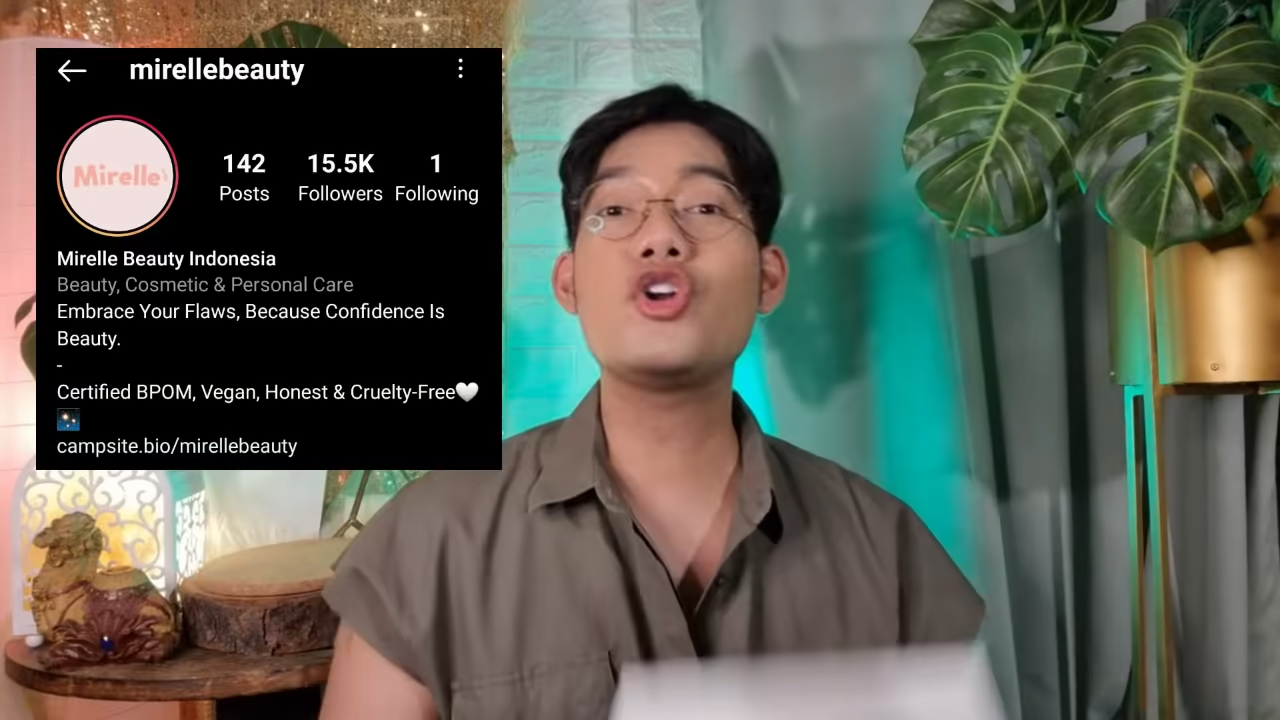 mirellebeauty
Mirelle
142 15.5K 1
Posts Followers Following
Mirelle Beauty Indonesia
Beauty, Cosmetic & Personal Care
Embrace Your Flaws, Because Confidence Is
Beauty.
-
Certified BPOM, Vegan, Honest & Cruelty-Free🤍
🎇
campsite.bio/mirellebeauty